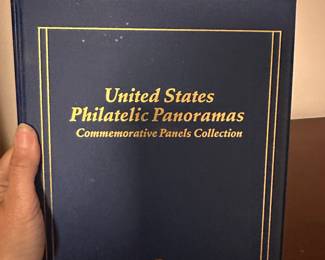 United States
Philatelic Panoramas
Commemorative Panels Collection